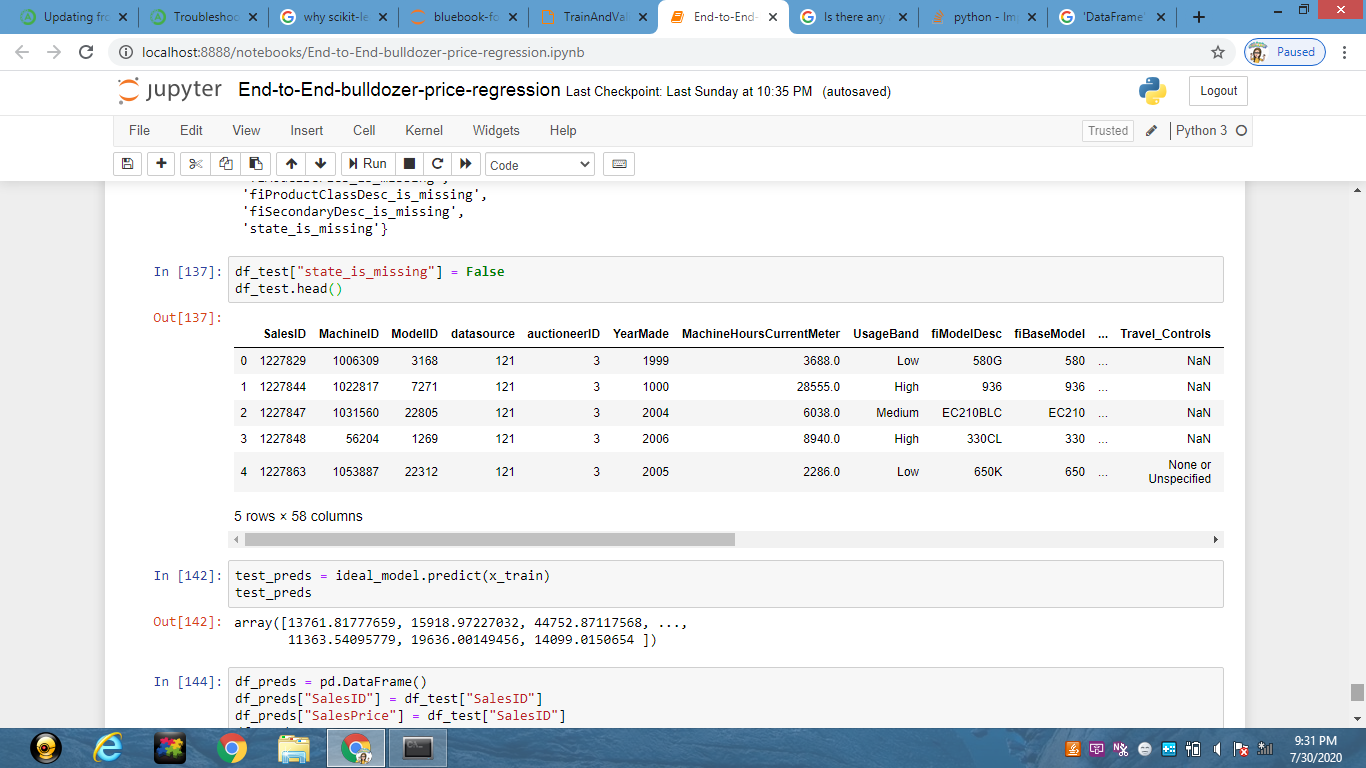 Updating fro
Troubleshoo
why scikit-le
bluebook-fo
TrainAndVal
End-to-End-
Is there any
python - Im
'DataFrame'
localhost:8888/notebooks/End-to-End-bulldozer-price-regression.ipynb
Paused
jupyter End-to-End-bulldozer-price-regression Last Checkpoint: Last Sunday at 10:35 PM (autosaved)
Logout
File Edit View Insert Cell Kernel Widgets Help
Trusted Python 3
Run Code
'fiProductClassDesc_is_missing',
'fiSecondaryDesc_is_missing',
'state_is_missing'}
In [137]: df_test["state_is_missing"] = False
df_test.head()
Out[137]:
SalesID MachineID ModelID datasource auctioneerID YearMade MachineHoursCurrentMeter UsageBand fiModelDesc fiBaseModel ... Travel_Controls
0 1227829 1006309 3168 121 3 1999 3688.0 Low 580G 580 ... NaN
1 1227844 1022817 7271 121 3 1000 28555.0 High 936 936 ... NaN
2 1227847 1031560 22805 121 3 2004 6038.0 Medium EC210BLC EC210 ... NaN
3 1227848 56204 1269 121 3 2006 8940.0 High 330CL 330 ... NaN
4 1227863 1053887 22312 121 3 2005 2286.0 Low 650K 650 ... None or
Unspecified
5 rows × 58 columns
In [142]: test_preds = ideal_model.predict(x_train)
test_preds
Out[142]: array([13761.81777659, 15918.97227032, 44752.87117568, ...,
11363.54095779, 19636.00149456, 14099.0150654 ])
In [144]: df_preds = pd.DataFrame()
df_preds["SalesID"] = df_test["SalesID"]
df_preds["SalesPrice"] = df_test["SalesID"]
9:31 PM
7/30/2020